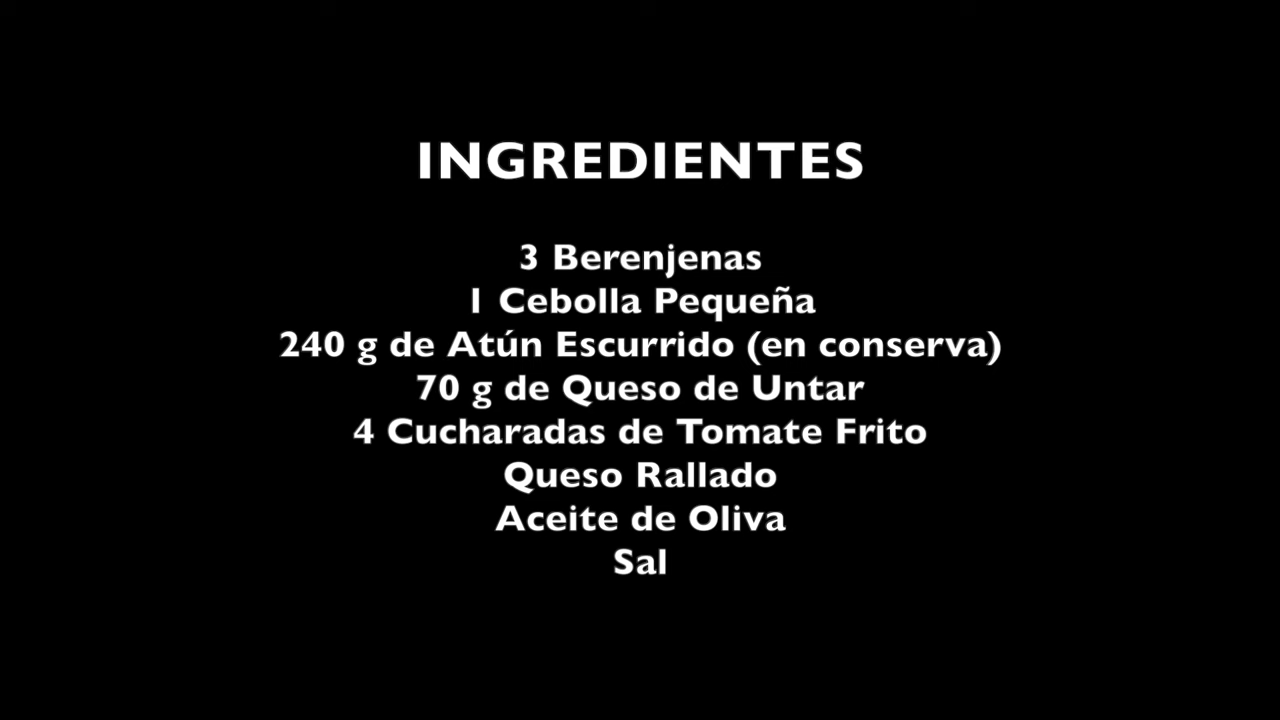 INGREDIENTES
3 Berenjenas
1 Cebolla Pequeña
240 g de Atún Escurrido (en conserva)
70 g de Queso de Untar
4 Cucharadas de Tomate Frito
Queso Rallado
Aceite de Oliva
Sal